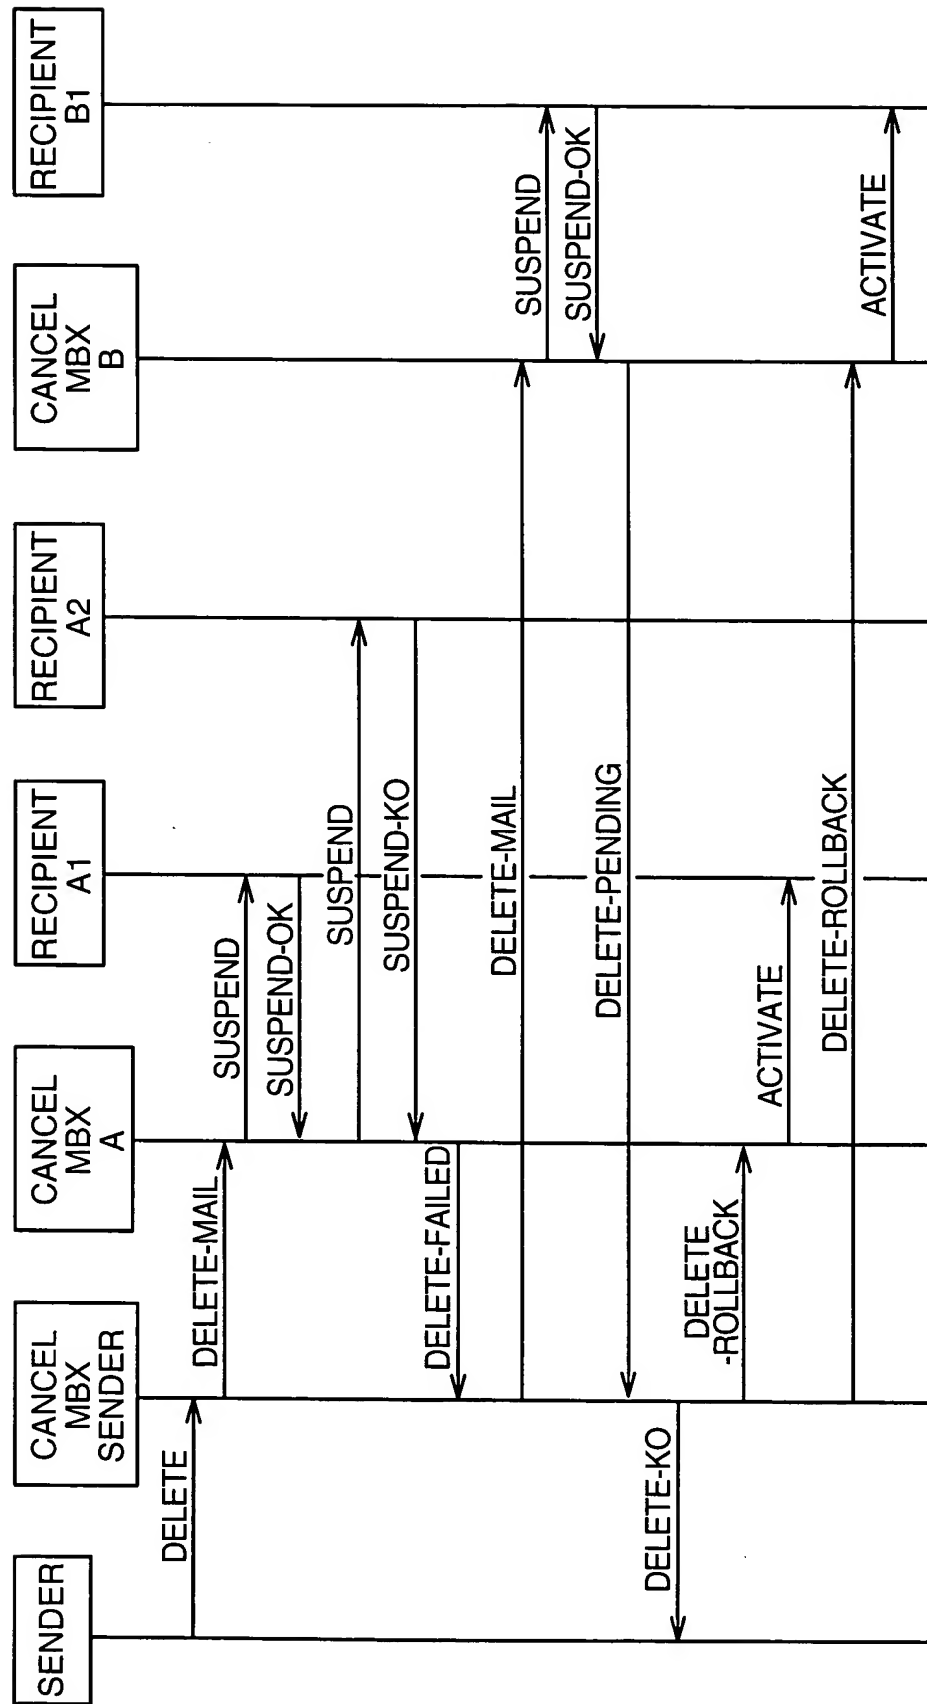 SENDER
CANCEL
MBX
SENDER
CANCEL
MBX
A
RECIPIENT
A1
RECIPIENT
A2
CANCEL
MBX
B
RECIPIENT
B1
DELETE
DELETE-MAIL
SUSPEND
SUSPEND-OK
SUSPEND
SUSPEND-KO
DELETE-FAILED
DELETE-MAIL
SUSPEND
SUSPEND-OK
DELETE-PENDING
DELETE-KO
DELETE
-ROLLBACK
ACTIVATE
DELETE-ROLLBACK
ACTIVATE